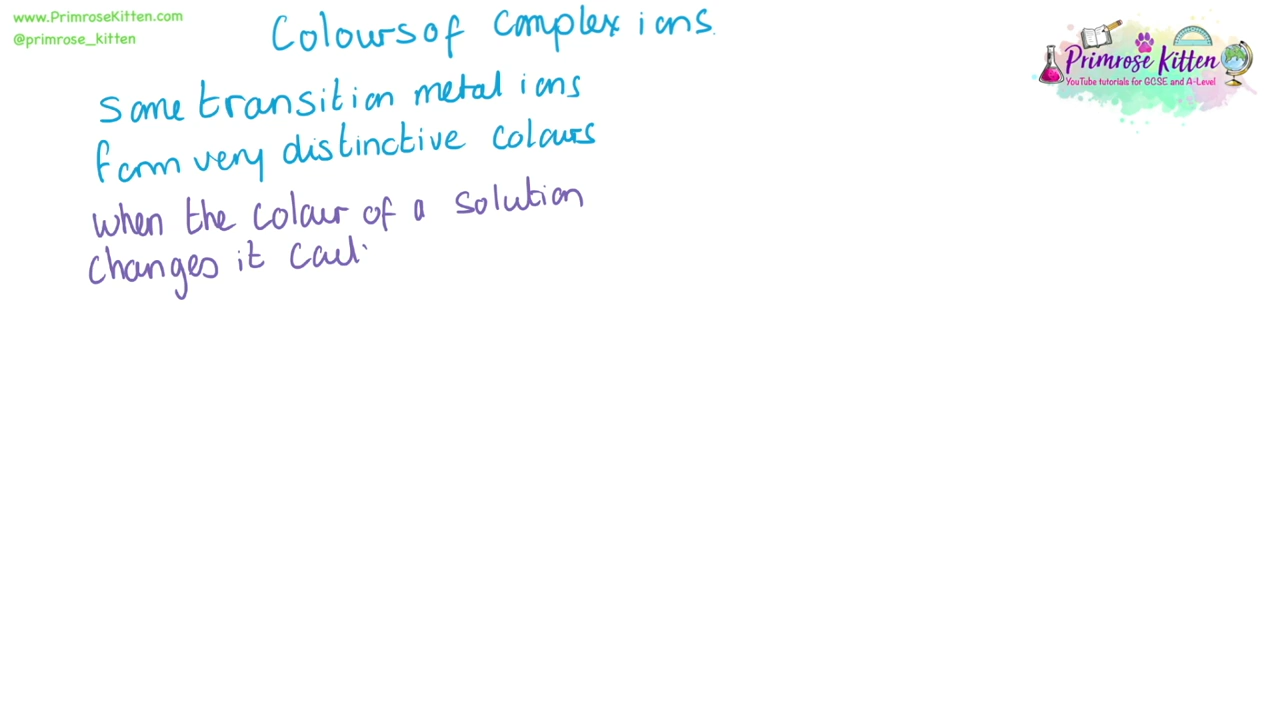 www.PrimroseKitten.com
@primrose_kitten
Colours of Complex ions.
Primrose Kitten
YouTube tutorials for GCSE and A-Level
Some transition metal ions
form very distinctive colours
when the colour of a solution
changes it